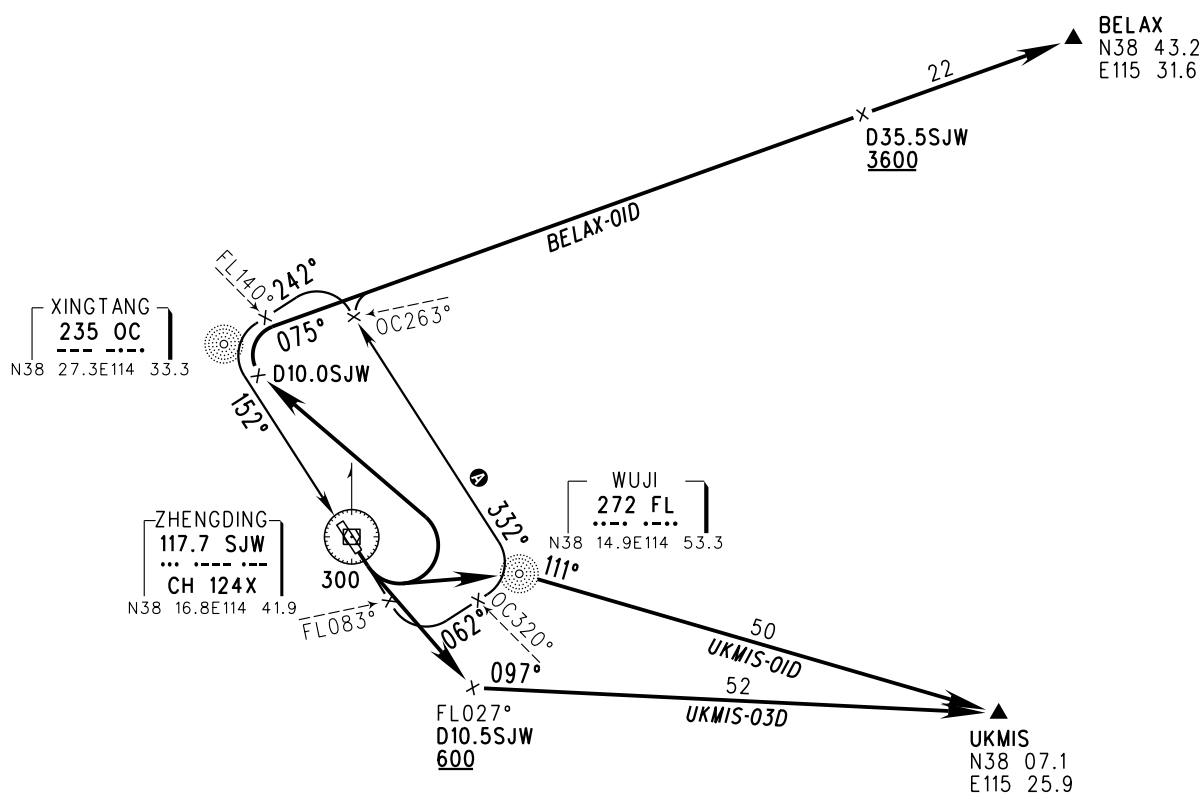 BELAX
N38 43.2
E115 31.6
22
D35.5SJW
3600
BELAX-01D
FL140°
242°
OC263°
075°
XINGTANG
235 OC
N38 27.3E114 33.3
D10.0SJW
152°
A
332°
WUJI
272 FL
N38 14.9E114 53.3
111°
ZHENGDING
117.7 SJW
CH 124X
N38 16.8E114 41.9
300
FL083°
062°
OC320°
50
UKMIS-01D
097°
52
UKMIS-03D
FL027°
D10.5SJW
600
UKMIS
N38 07.1
E115 25.9